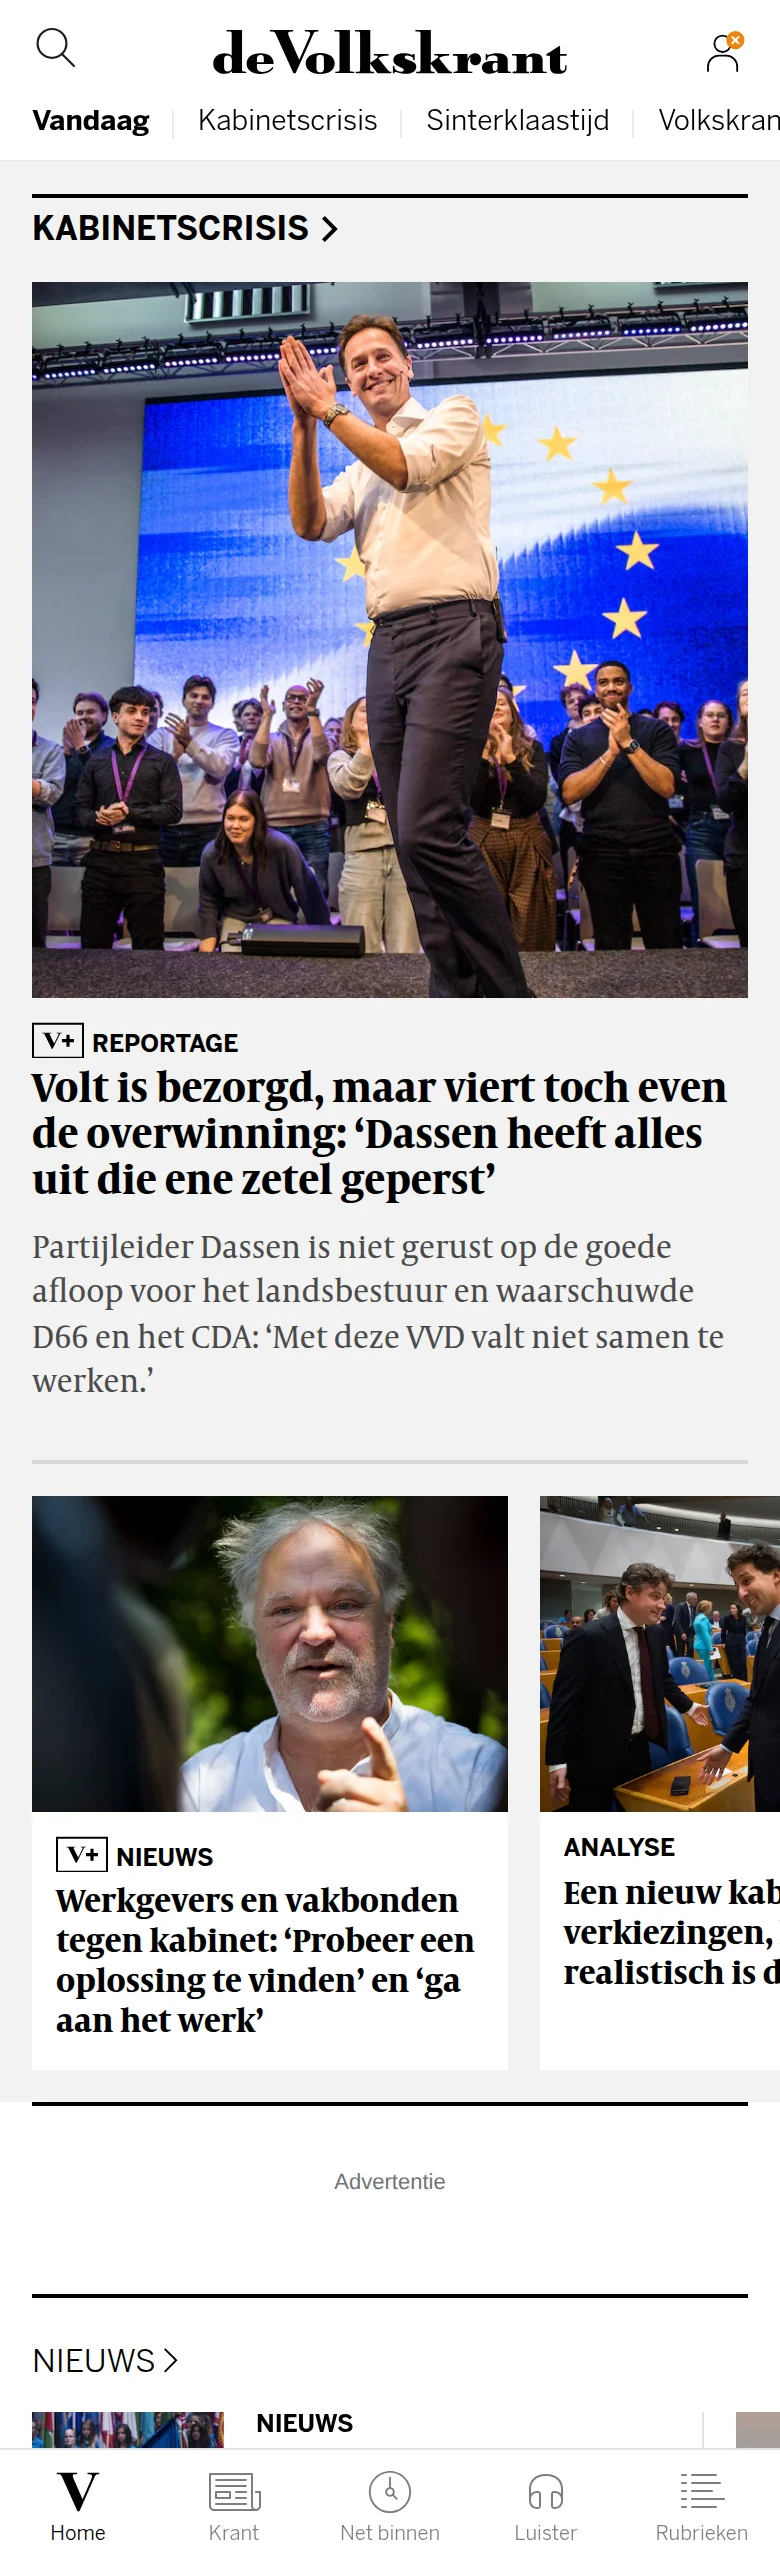 deVolkskrant
Vandaag
Kabinetscrisis
Sinterklaastijd
Volkskran
KABINETSCRISIS
V+ REPORTAGE
Volt is bezorgd, maar viert toch even
de overwinning: ‘Dassen heeft alles
uit die ene zetel geperst’
Partijleider Dassen is niet gerust op de goede
afloop voor het landsbestuur en waarschuwde
D66 en het CDA: ‘Met deze VVD valt niet samen te
werken.’
V+ NIEUWS
Werkgevers en vakbonden
tegen kabinet: ‘Probeer een
oplossing te vinden’ en ‘ga
aan het werk’
ANALYSE
Een nieuw kab
verkiezingen,
realistisch is d
Advertentie
NIEUWS
NIEUWS
V
Home
Krant
Net binnen
Luister
Rubrieken